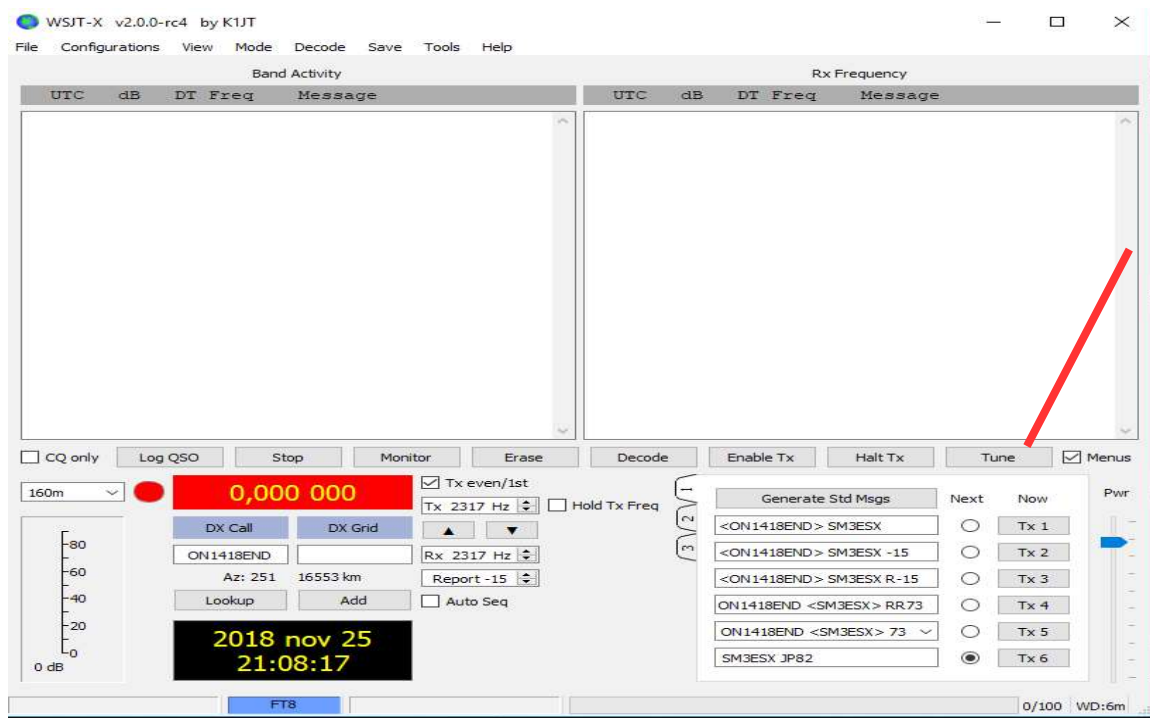 WSJT-X v2.0.0-rc4 by K1JT
File Configurations View Mode Decode Save Tools Help
Band Activity
Rx Frequency
UTC dB DT Freq Message
UTC dB DT Freq Message
CQ only Log QSO Stop Monitor Erase Decode Enable Tx Halt Tx Tune Menus
160m
0,000 000
Tx even/1st
Tx 2317 Hz
Hold Tx Freq
DX Call DX Grid
ON1418END
Rx 2317 Hz
Az: 251 16553 km
Report -15
Lookup Add
Auto Seq
2018 nov 25
21:08:17
-80
-60
-40
-20
0
0 dB
1
2
3
Generate Std Msgs Next Now Pwr
<ON1418END> SM3ESX Tx 1
<ON1418END> SM3ESX -15 Tx 2
<ON1418END> SM3ESX R-15 Tx 3
ON1418END <SM3ESX> RR73 Tx 4
ON1418END <SM3ESX> 73 Tx 5
SM3ESX JP82 Tx 6
FT8
0/100 WD:6m